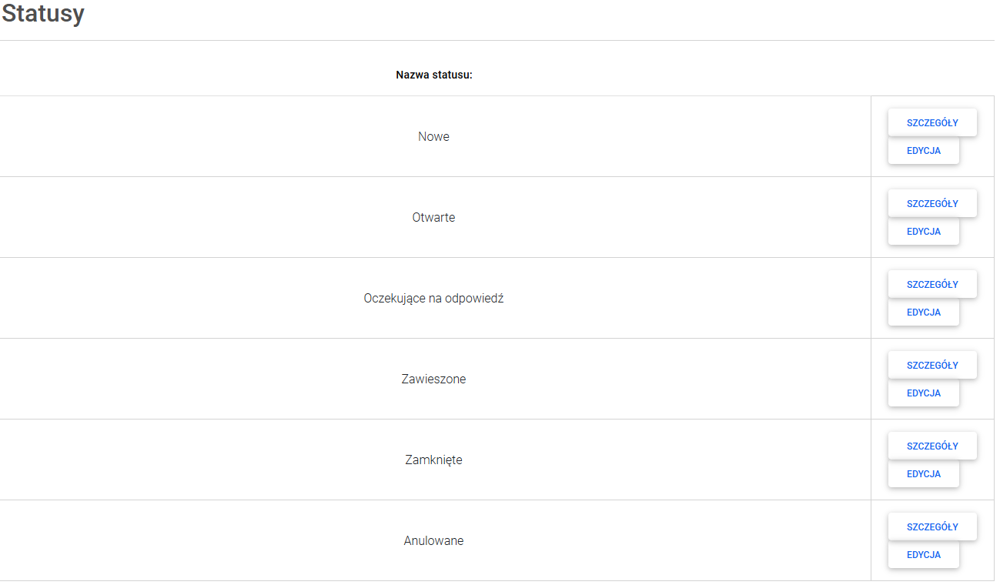 Statusy
Nazwa statusu:
Nowe
SZCZEGÓŁY
EDYCJA
Otwarte
SZCZEGÓŁY
EDYCJA
Oczekujące na odpowiedź
SZCZEGÓŁY
EDYCJA
Zawieszone
SZCZEGÓŁY
EDYCJA
Zamknięte
SZCZEGÓŁY
EDYCJA
Anulowane
SZCZEGÓŁY
EDYCJA